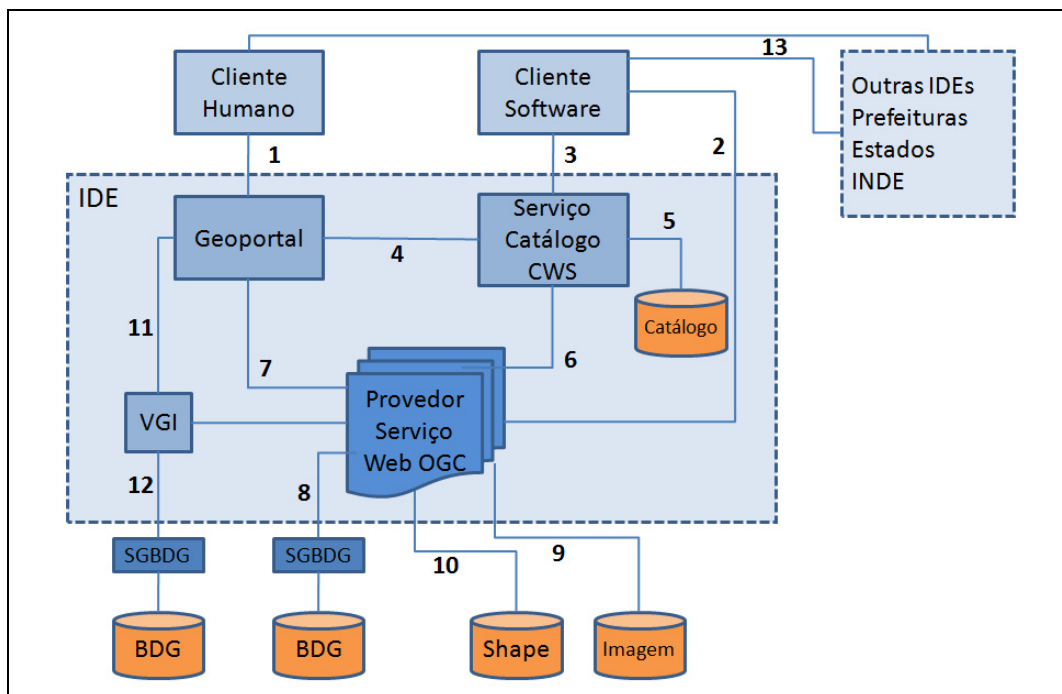 13
Cliente
Humano
Cliente
Software
Outras IDEs
Prefeituras
Estados
INDE
1
3
2
IDE
Geoportal
4
Serviço
Catálogo
CWS
5
Catálogo
11
7
6
VGI
Provedor
Serviço
Web OGC
12
8
10
9
SGBDG
SGBDG
BDG
BDG
Shape
Imagem